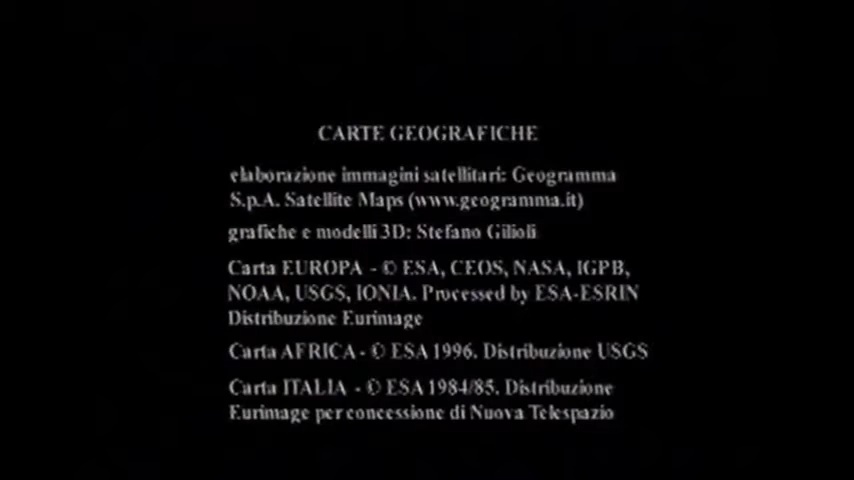 CARTE GEOGRAFICHE
elaborazione immagini satellitari: Geogramma
S.p.A. Satellite Maps (www.geogramma.it)
grafiche e modelli 3D: Stefano Gilioli
Carta EUROPA - © ESA, CEOS, NASA, IGPB,
NOAA, USGS, IONIA. Processed by ESA-ESRIN
Distribuzione Eurimage
Carta AFRICA - © ESA 1996. Distribuzione USGS
Carta ITALIA - © ESA 1984/85. Distribuzione
Eurimage per concessione di Nuova Telespazio